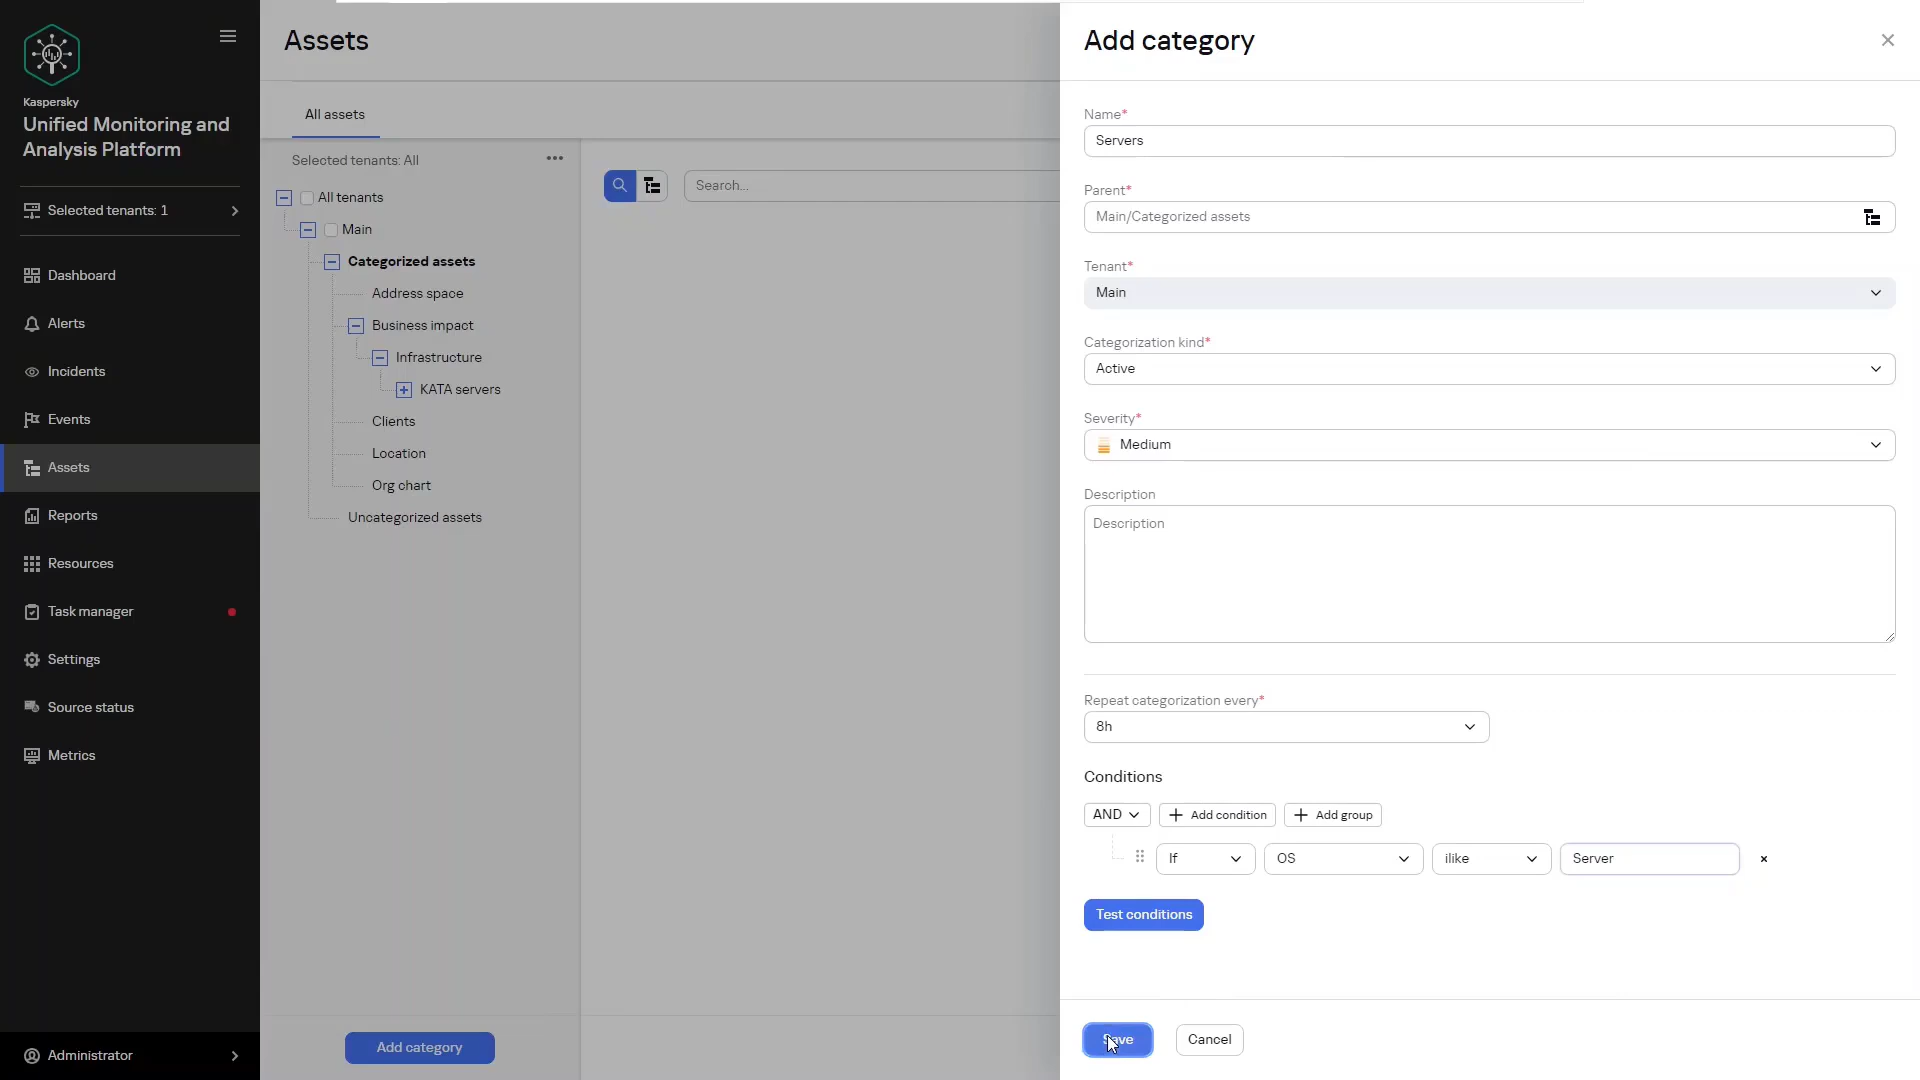 Kaspersky
Unified Monitoring and
Analysis Platform
Selected tenants: 1
Dashboard
Alerts
Incidents
Events
Assets
Reports
Resources
Task manager
Settings
Source status
Metrics
Administrator
Assets
All assets
Selected tenants: All
All tenants
Main
Categorized assets
Address space
Business impact
Infrastructure
KATA servers
Clients
Location
Org chart
Uncategorized assets
Add category
Search...
Add category
Name*
Servers
Parent*
Main/Categorized assets
Tenant*
Main
Categorization kind*
Active
Severity*
Medium
Description
Description
Repeat categorization every*
8h
Conditions
AND Add condition Add group
If OS ilike Server
Test conditions
Save Cancel